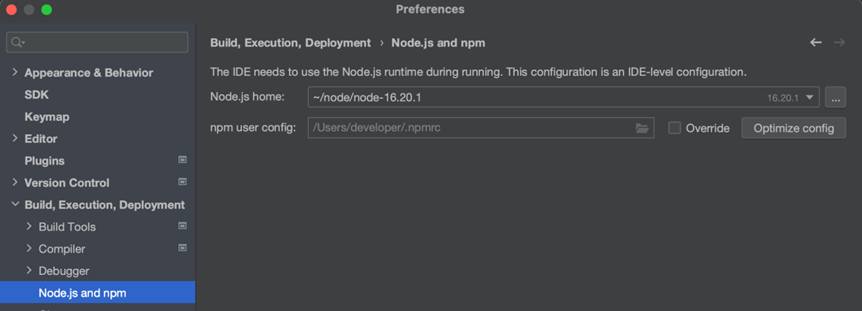 Preferences
Appearance & Behavior
SDK
Keymap
Editor
Plugins
Version Control
Build, Execution, Deployment
Build Tools
Compiler
Debugger
Node.js and npm
Build, Execution, Deployment › Node.js and npm
The IDE needs to use the Node.js runtime during running. This configuration is an IDE-level configuration.
Node.js home: ~/node/node-16.20.1 16.20.1 ...
npm user config: /Users/developer/.npmrc Override Optimize config